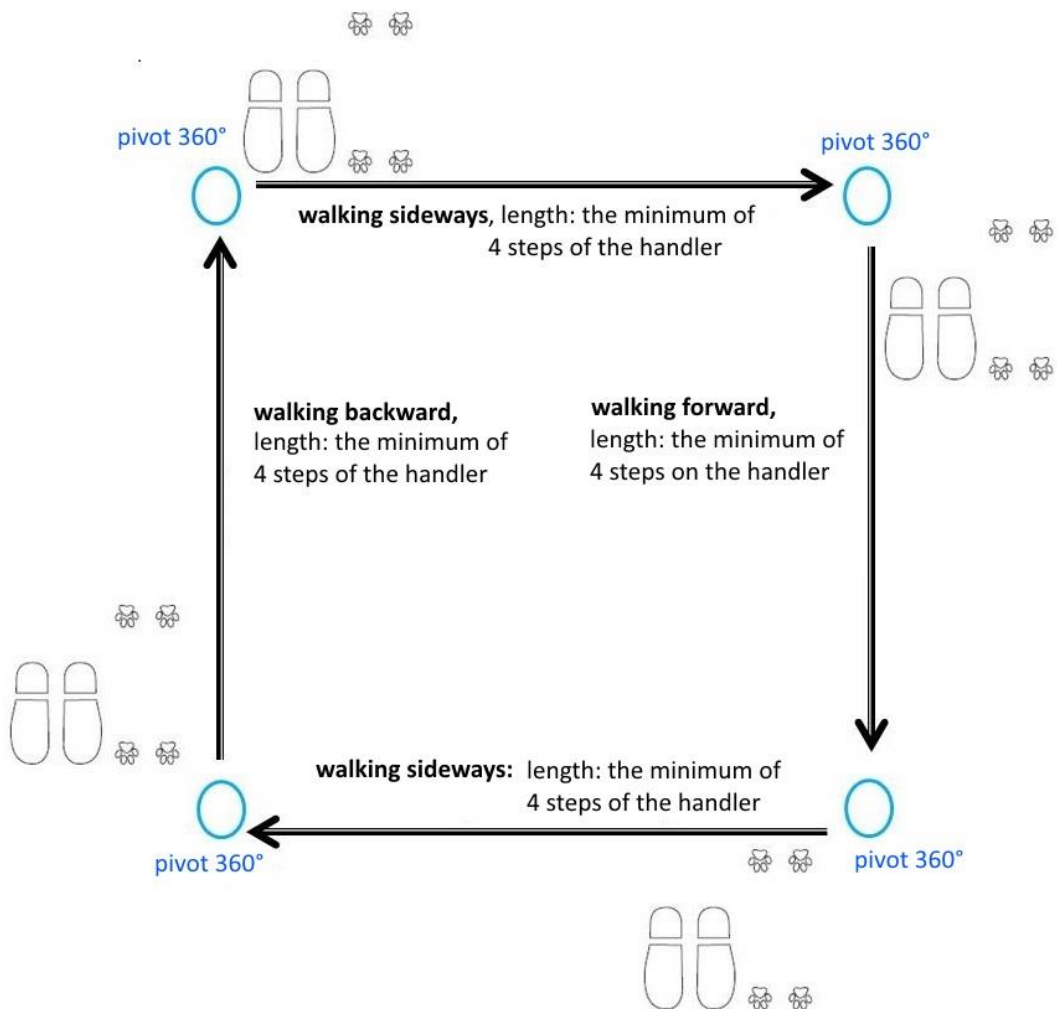 pivot 360°
pivot 360°
walking sideways, length: the minimum of
4 steps of the handler
walking backward,
length: the minimum of
4 steps of the handler
walking forward,
length: the minimum of
4 steps on the handler
walking sideways: length: the minimum of
4 steps of the handler
pivot 360°
pivot 360°